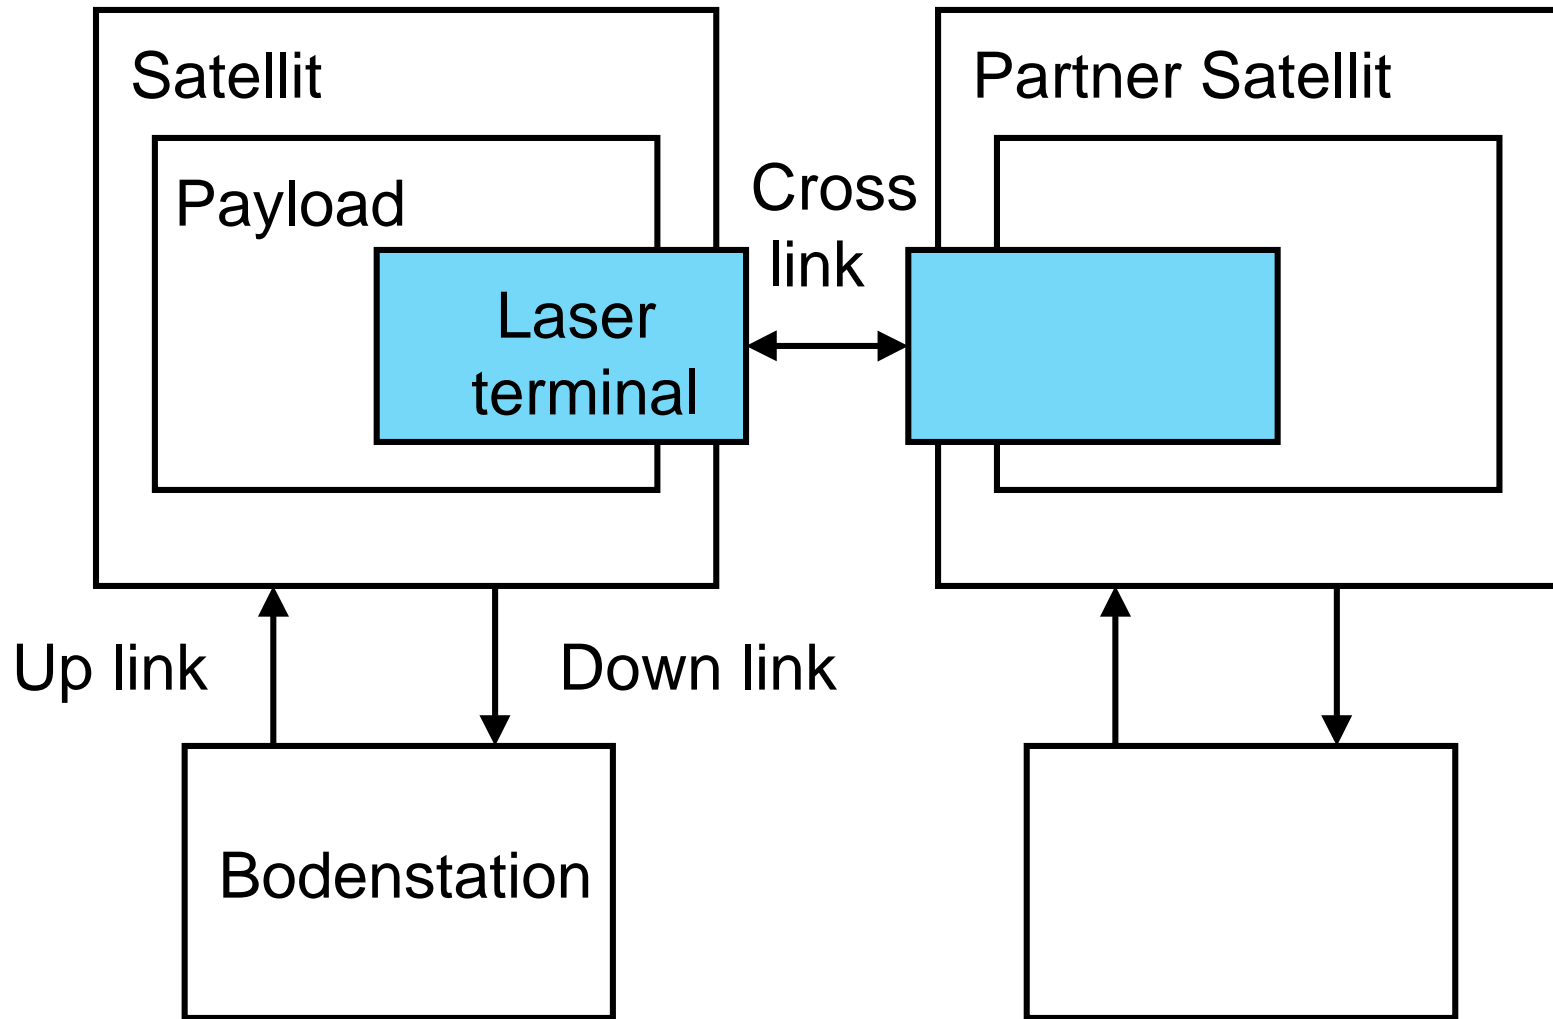 Satellit
Partner Satellit
Payload
Cross
link
Laser
terminal
Up link
Down link
Bodenstation